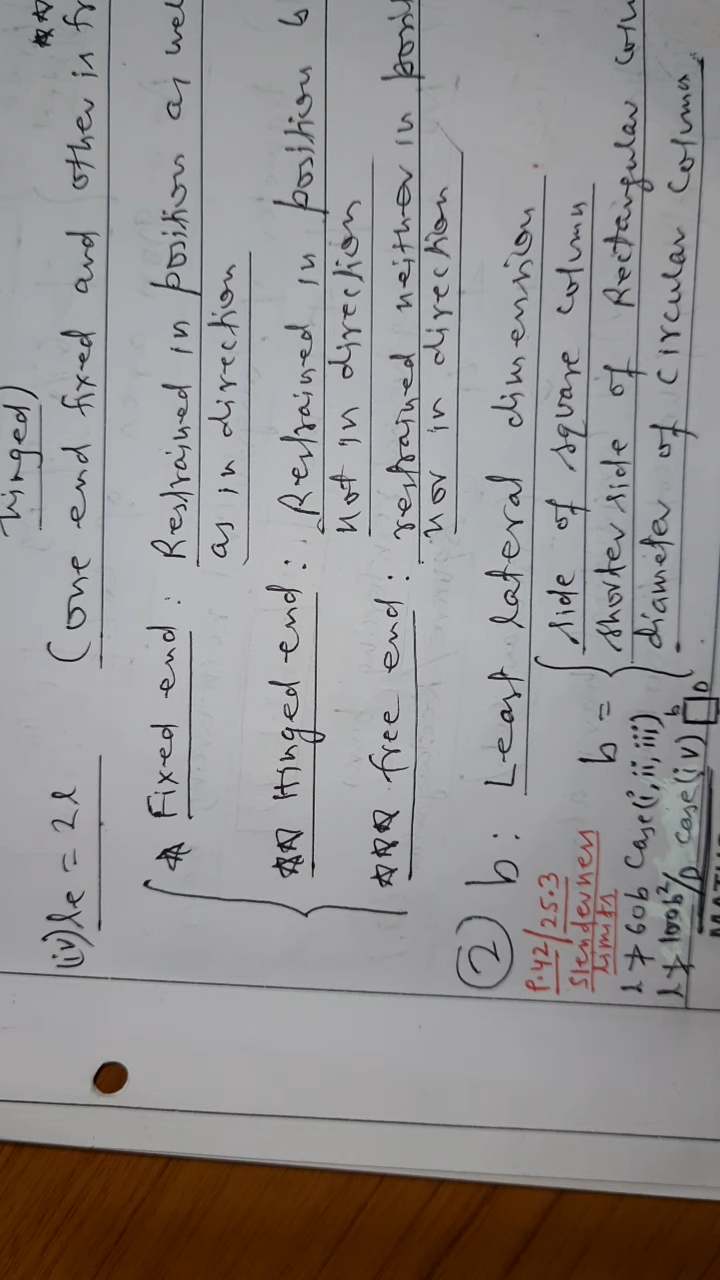 hinged)
(iv) le = 2l (one end fixed and other in fr
☆ Fixed end : Restrained in position as wel
as in direction
☆☆ Hinged end : Restrained in position b
not in direction
☆☆☆ free end : restrained neither in posit
nor in direction
② b : Least lateral dimension
P.42/25.3
Slenderness
limits
b = { side of square column
shorter side of Rectangular colu
diameter of circular column
l ≯ 60b case(i, ii, iii)
l ≯ 100b²/D case(iv)
b
D